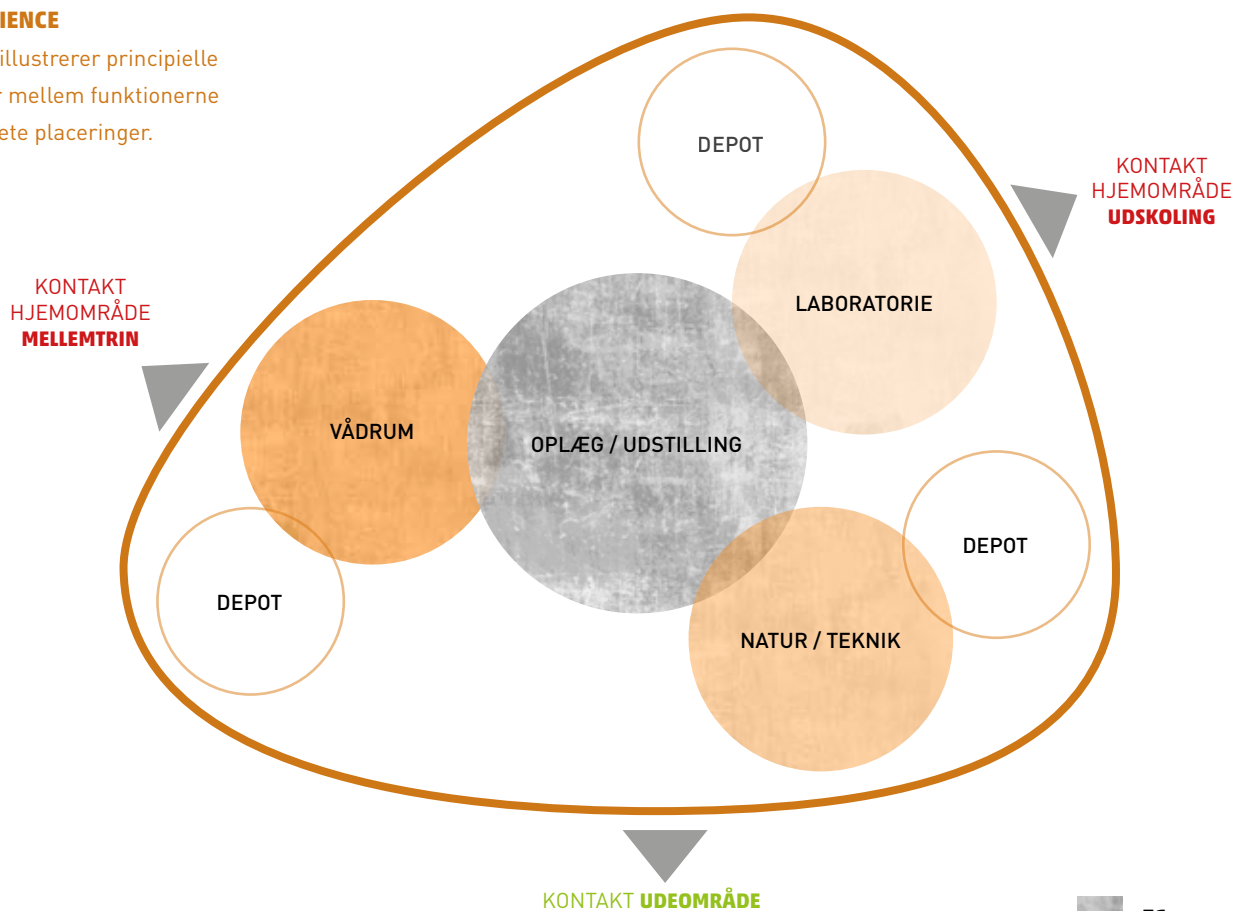 IENCE
illustrerer principielle
mellem funktionerne
ete placeringer.
DEPOT
KONTAKT
HJEMOMRÅDE
UDSKOLING
LABORATORIE
KONTAKT
HJEMOMRÅDE
MELLEMTRIN
VÅDRUM
OPLÆG / UDSTILLING
DEPOT
DEPOT
NATUR / TEKNIK
KONTAKT UDEOMRÅDE